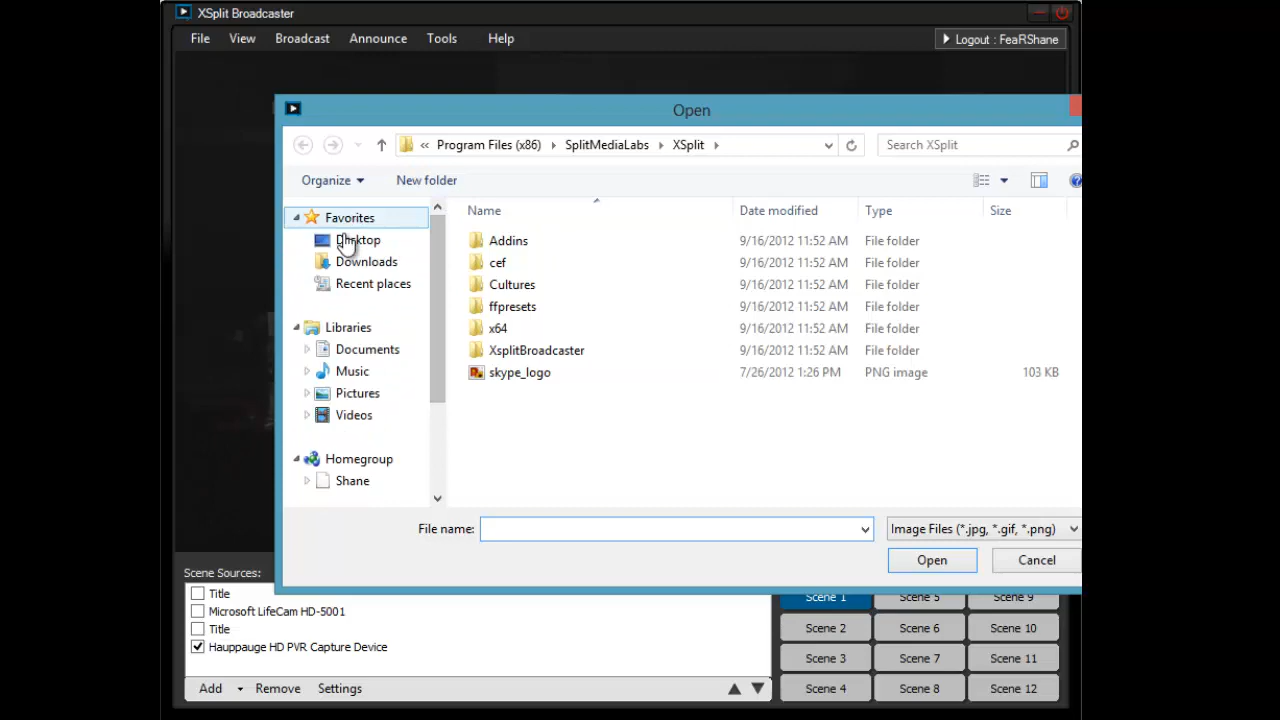 XSplit Broadcaster
File View Broadcast Announce Tools Help Logout : FeaRShane
Open
« Program Files (x86) SplitMediaLabs XSplit Search XSplit
Organize New folder
Name Date modified Type Size
Favorites
Desktop
Downloads
Recent places
Libraries
Documents
Music
Pictures
Videos
Homegroup
Shane
Addins 9/16/2012 11:52 AM File folder
cef 9/16/2012 11:52 AM File folder
Cultures 9/16/2012 11:52 AM File folder
ffpresets 9/16/2012 11:52 AM File folder
x64 9/16/2012 11:52 AM File folder
XsplitBroadcaster 9/16/2012 11:52 AM File folder
skype_logo 7/26/2012 1:26 PM PNG image 103 KB
File name: Image Files (*.jpg, *.gif, *.png)
Open Cancel
Scene Sources:
Title
Microsoft LifeCam HD-5001
Title
Hauppauge HD PVR Capture Device
Add Remove Settings
Scene 1 Scene 5 Scene 9
Scene 2 Scene 6 Scene 10
Scene 3 Scene 7 Scene 11
Scene 4 Scene 8 Scene 12